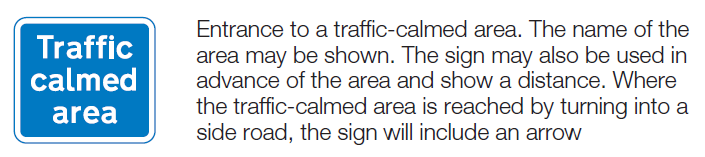 Traffic
calmed
area
Entrance to a traffic-calmed area. The name of the
area may be shown. The sign may also be used in
advance of the area and show a distance. Where
the traffic-calmed area is reached by turning into a
side road, the sign will include an arrow